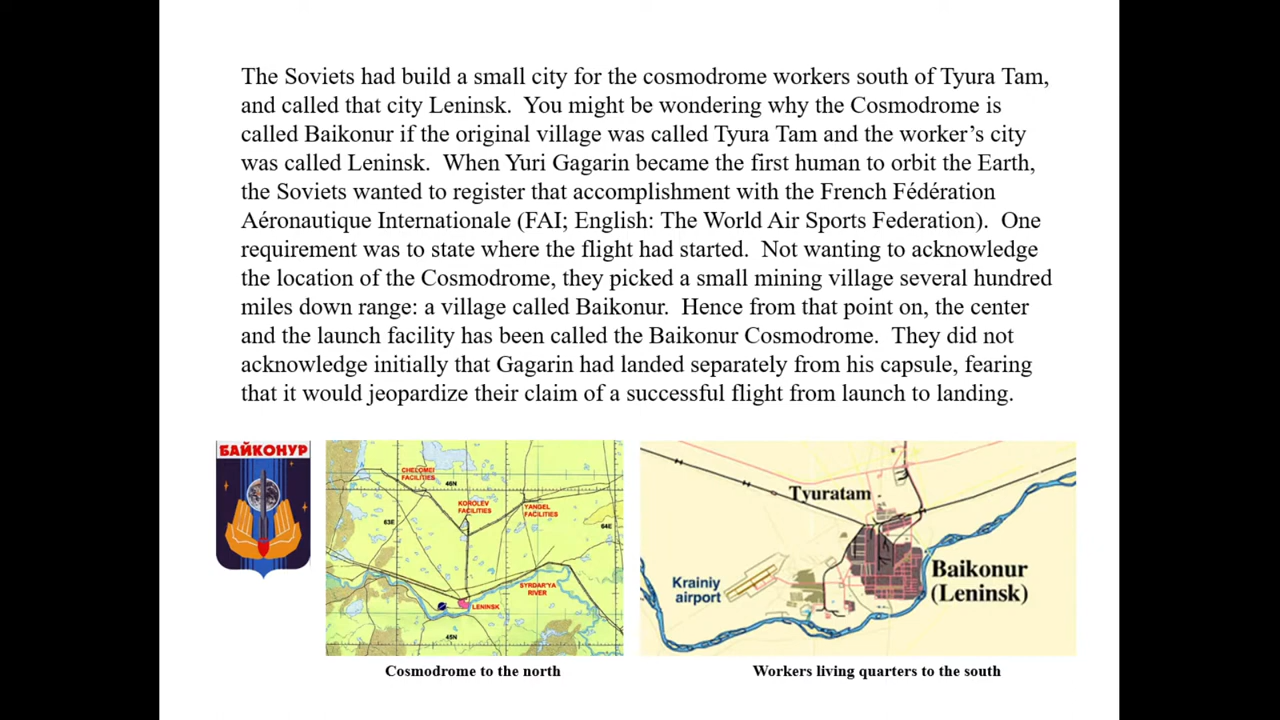 The Soviets had build a small city for the cosmodrome workers south of Tyura Tam,
and called that city Leninsk.  You might be wondering why the Cosmodrome is
called Baikonur if the original village was called Tyura Tam and the worker’s city
was called Leninsk.  When Yuri Gagarin became the first human to orbit the Earth,
the Soviets wanted to register that accomplishment with the French Fédération
Aéronautique Internationale (FAI; English: The World Air Sports Federation).  One
requirement was to state where the flight had started.  Not wanting to acknowledge
the location of the Cosmodrome, they picked a small mining village several hundred
miles down range: a village called Baikonur.  Hence from that point on, the center
and the launch facility has been called the Baikonur Cosmodrome.  They did not
acknowledge initially that Gagarin had landed separately from his capsule, fearing
that it would jeopardize their claim of a successful flight from launch to landing.
БАЙКОНУР
CHELOMEI
FACILITIES
46N
KOROLEV
FACILITIES
YANGEL
FACILITIES
63E
64E
SYRDAR'YA
RIVER
LENINSK
45N
Tyuratam
Krainiy
airport
Baikonur
(Leninsk)
Cosmodrome to the north
Workers living quarters to the south